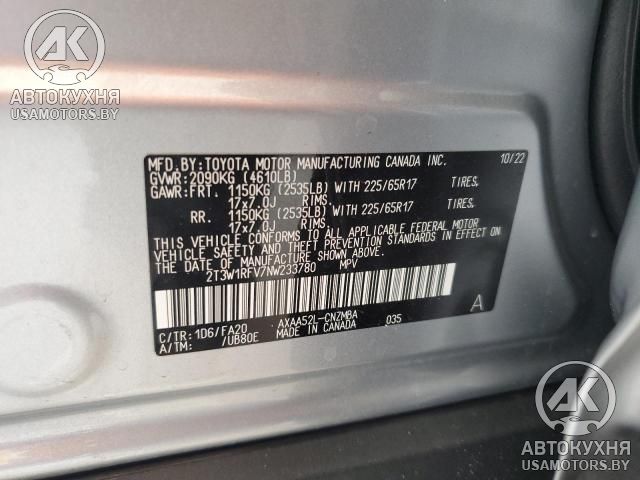 АК
АВТОКУХНЯ
USAMOTORS.BY
MFD.BY:TOYOTA MOTOR MANUFACTURING CANADA INC. 10/22
GVWR:2090KG (4610LB)
GAWR:FRT. 1150KG (2535LB) WITH 225/65R17 TIRES.
17x7.0J RIMS.
RR. 1150KG (2535LB) WITH 225/65R17 TIRES.
17x7.0J RIMS.
THIS VEHICLE CONFORMS TO ALL APPLICABLE FEDERAL MOTOR
VEHICLE SAFETY AND THEFT PREVENTION STANDARDS IN EFFECT ON
THE DATE OF MANUFACTURE SHOWN ABOVE.
2T3W1RFV7NW233780 MPV
A
C/TR:1D6/FA20 AXAA52L-CNZMBA 035
A/TM: /UB80E MADE IN CANADA
АК
АВТОКУХНЯ
USAMOTORS.BY